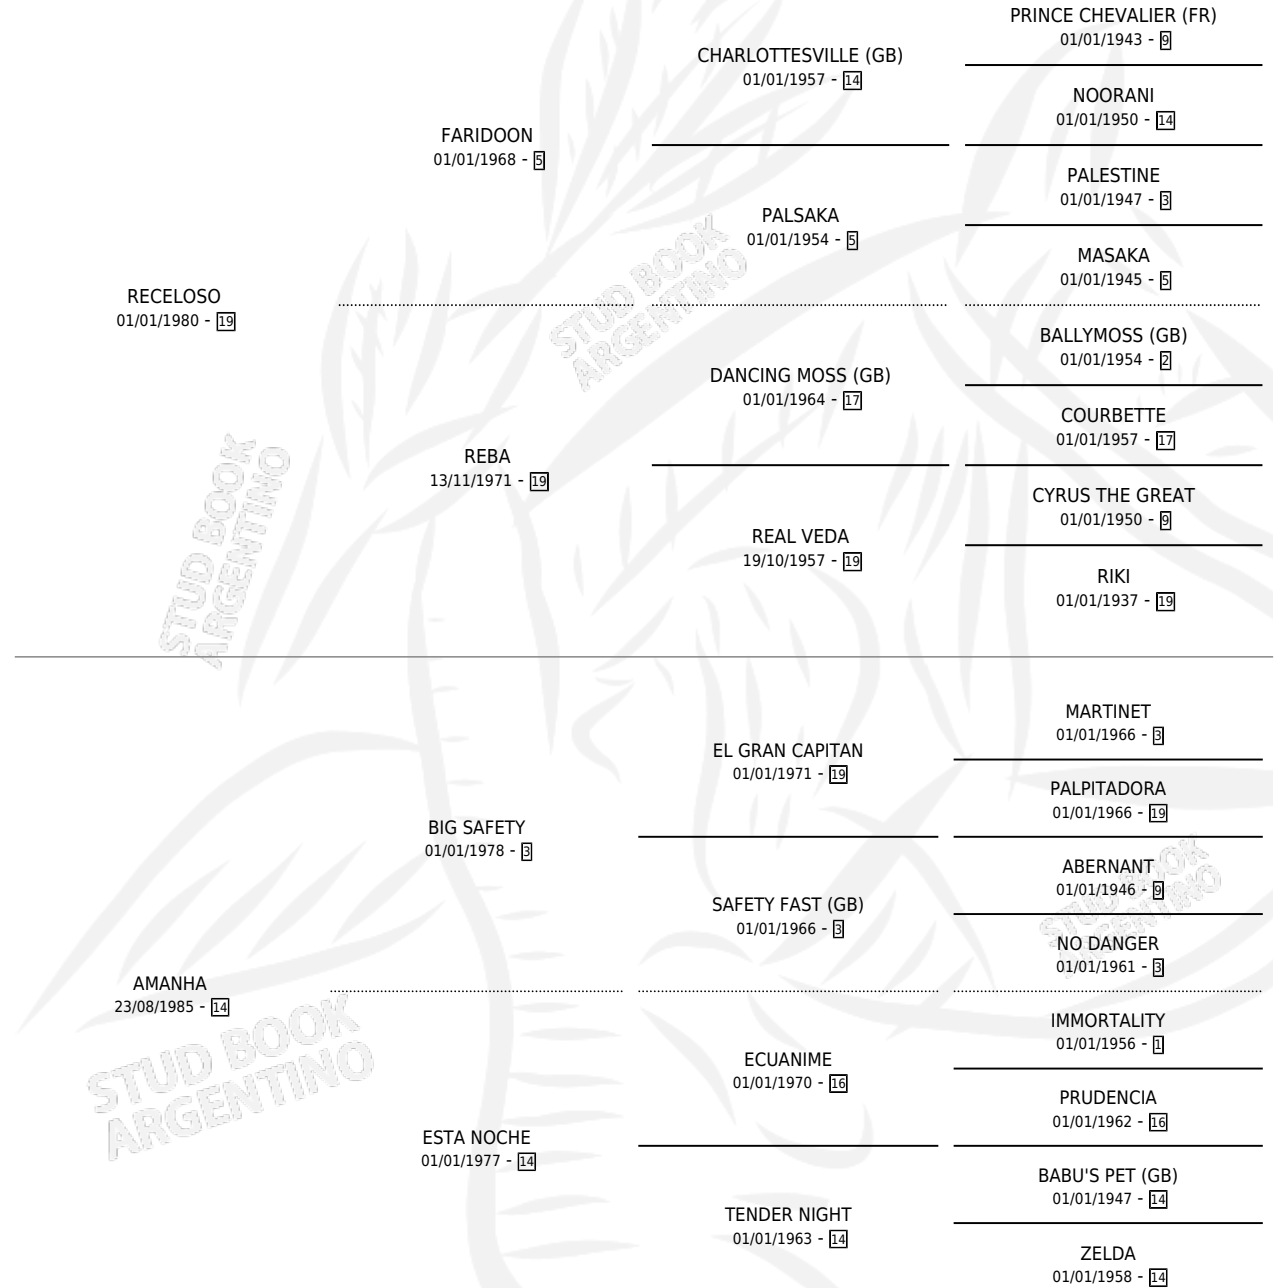 PRINCE CHEVALIER (FR)
01/01/1943 - 9
CHARLOTTESVILLE (GB)
01/01/1957 - 14
NOORANI
01/01/1950 - 14
FARIDOON
01/01/1968 - 5
PALESTINE
01/01/1947 - 3
PALSAKA
01/01/1954 - 5
MASAKA
01/01/1945 - 5
RECELOSO
01/01/1980 - 19
BALLYMOSS (GB)
01/01/1954 - 2
DANCING MOSS (GB)
01/01/1964 - 17
COURBETTE
01/01/1957 - 17
REBA
13/11/1971 - 19
CYRUS THE GREAT
01/01/1950 - 9
REAL VEDA
19/10/1957 - 19
RIKI
01/01/1937 - 19
MARTINET
01/01/1966 - 3
EL GRAN CAPITAN
01/01/1971 - 19
PALPITADORA
01/01/1966 - 19
BIG SAFETY
01/01/1978 - 3
ABERNANT
01/01/1946 - 9
SAFETY FAST (GB)
01/01/1966 - 3
NO DANGER
01/01/1961 - 3
AMANHA
23/08/1985 - 14
IMMORTALITY
01/01/1956 - 1
ECUANIME
01/01/1970 - 16
PRUDENCIA
01/01/1962 - 16
ESTA NOCHE
01/01/1977 - 14
BABU'S PET (GB)
01/01/1947 - 14
TENDER NIGHT
01/01/1963 - 14
ZELDA
01/01/1958 - 14
STUD BOOK
ARGENTINO
STUD BOOK
ARGENTINO
STUD BOOK
ARGENTINO
STUD BOOK
ARGENTINO